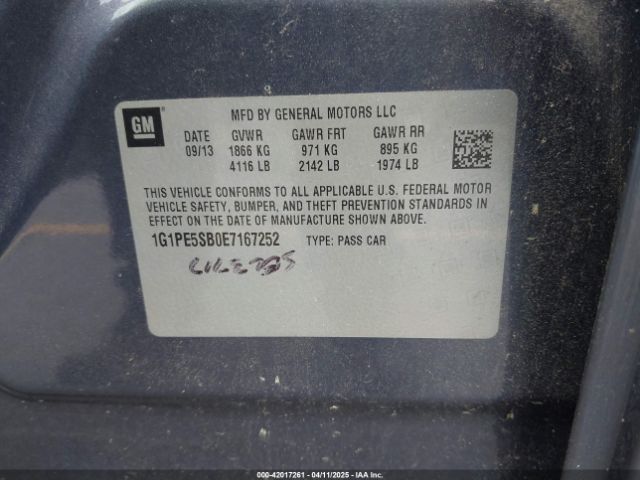 GM
MFD BY GENERAL MOTORS LLC
DATE GVWR GAWR FRT GAWR RR
09/13 1866 KG 971 KG 895 KG
4116 LB 2142 LB 1974 LB
THIS VEHICLE CONFORMS TO ALL APPLICABLE U.S. FEDERAL MOTOR
VEHICLE SAFETY, BUMPER, AND THEFT PREVENTION STANDARDS IN
EFFECT ON THE DATE OF MANUFACTURE SHOWN ABOVE.
1G1PE5SB0E7167252 TYPE: PASS CAR
000-42017261 - 04/11/2025 - www.iaai.com